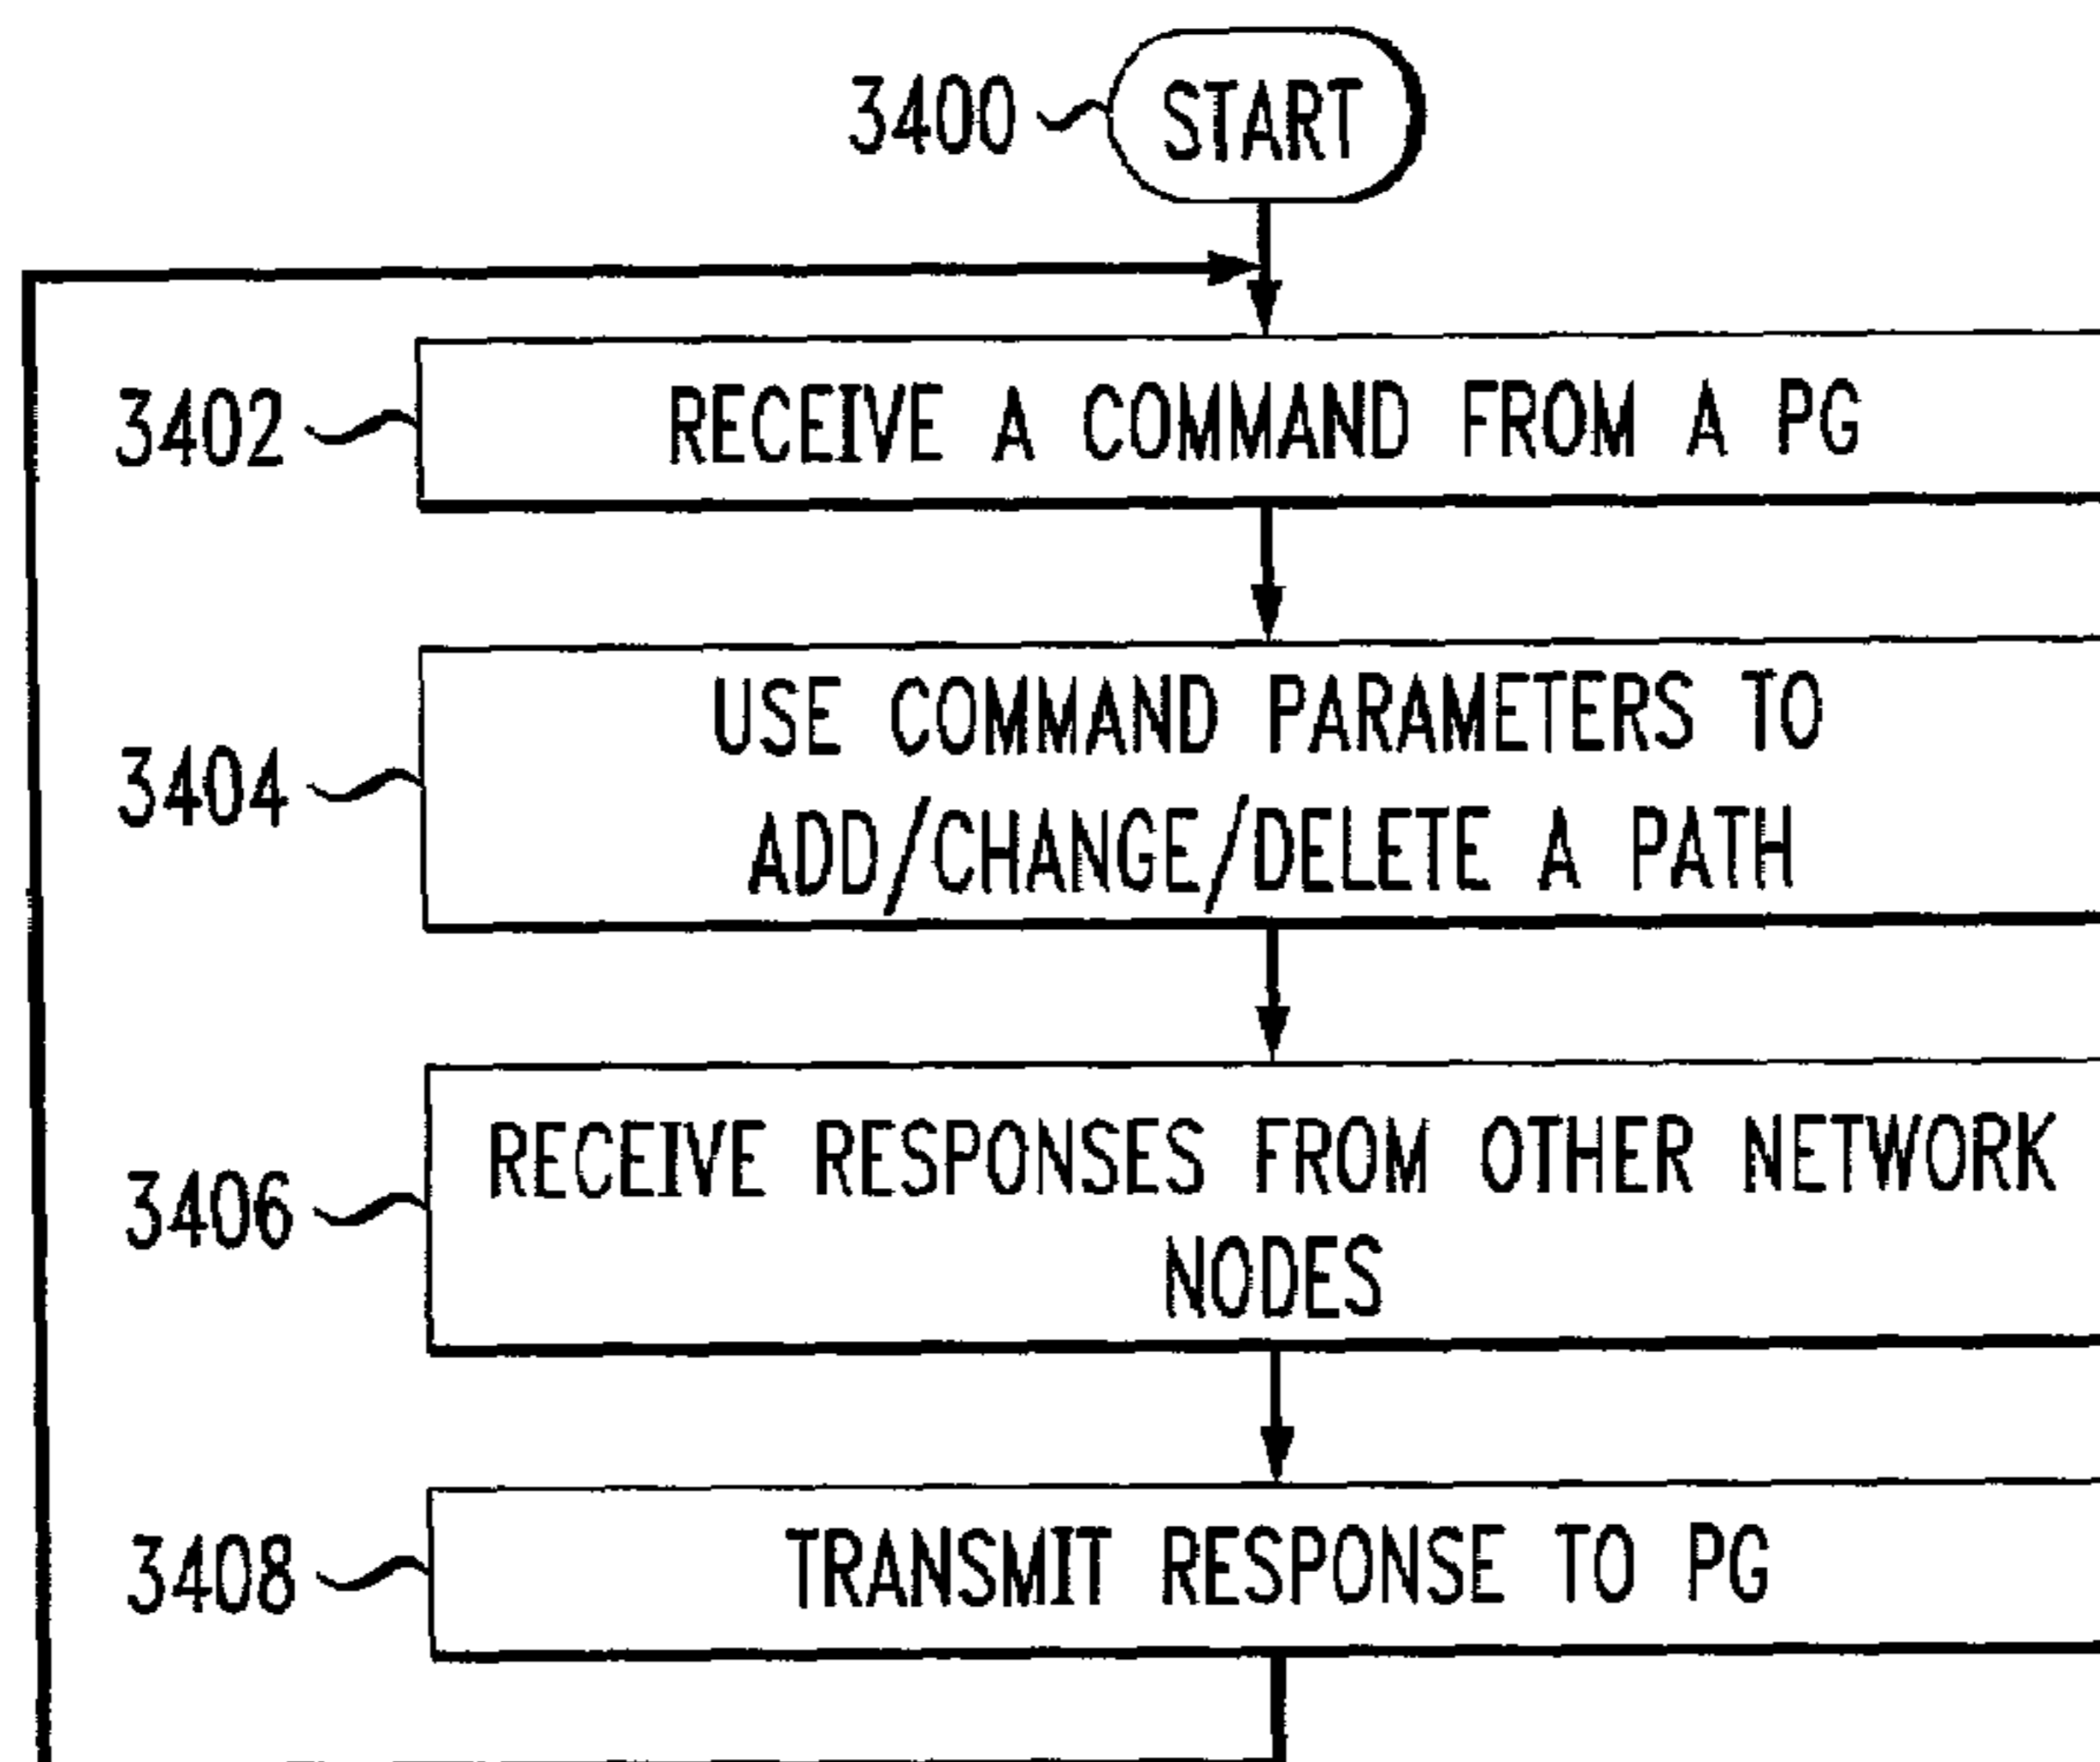 3400 START
3402 RECEIVE A COMMAND FROM A PG
USE COMMAND PARAMETERS TO
3404
ADD/CHANGE/DELETE A PATH
RECEIVE RESPONSES FROM OTHER NETWORK
3406
NODES
3408 TRANSMIT RESPONSE TO PG